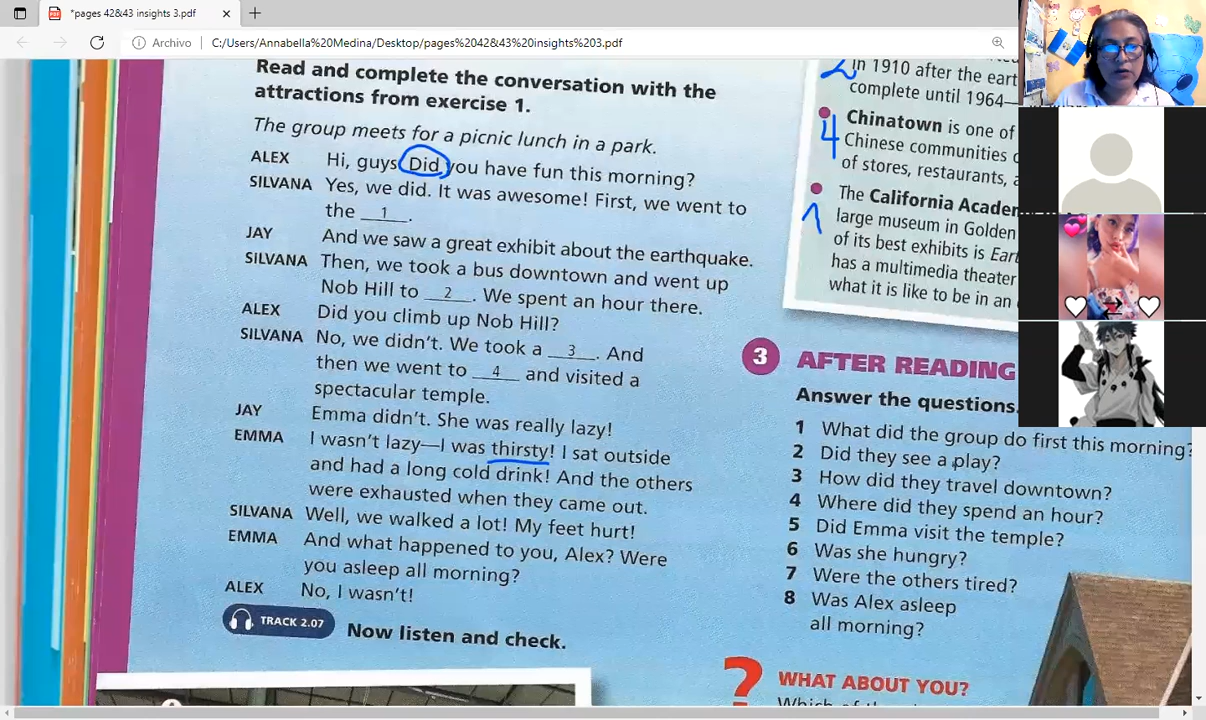 *pages 42&43 insights 3.pdf
Archivo
C:/Users/Annabella%20Medina/Desktop/pages%2042&43%20insights%203.pdf
Read and complete the conversation with the
attractions from exercise 1.
The group meets for a picnic lunch in a park.
ALEX Hi, guys Did you have fun this morning?
SILVANA Yes, we did. It was awesome! First, we went to
the __1__.
JAY And we saw a great exhibit about the earthquake.
SILVANA Then, we took a bus downtown and went up
Nob Hill to __2__. We spent an hour there.
ALEX Did you climb up Nob Hill?
SILVANA No, we didn't. We took a __3__. And
then we went to __4__ and visited a
spectacular temple.
JAY Emma didn't. She was really lazy!
EMMA I wasn't lazy—I was thirsty! I sat outside
and had a long cold drink! And the others
were exhausted when they came out.
SILVANA Well, we walked a lot! My feet hurt!
EMMA And what happened to you, Alex? Were
you asleep all morning?
ALEX No, I wasn't!
TRACK 2.07 Now listen and check.
2 in 1910 after the eart
complete until 1964—
4 Chinatown is one of
Chinese communities
of stores, restaurants,
1 The California Academ
large museum in Golden
of its best exhibits is Eart
has a multimedia theater
what it is like to be in an
3 AFTER READING
Answer the questions.
1 What did the group do first this morning?
2 Did they see a play?
3 How did they travel downtown?
4 Where did they spend an hour?
5 Did Emma visit the temple?
6 Was she hungry?
7 Were the others tired?
8 Was Alex asleep
all morning?
? WHAT ABOUT YOU?